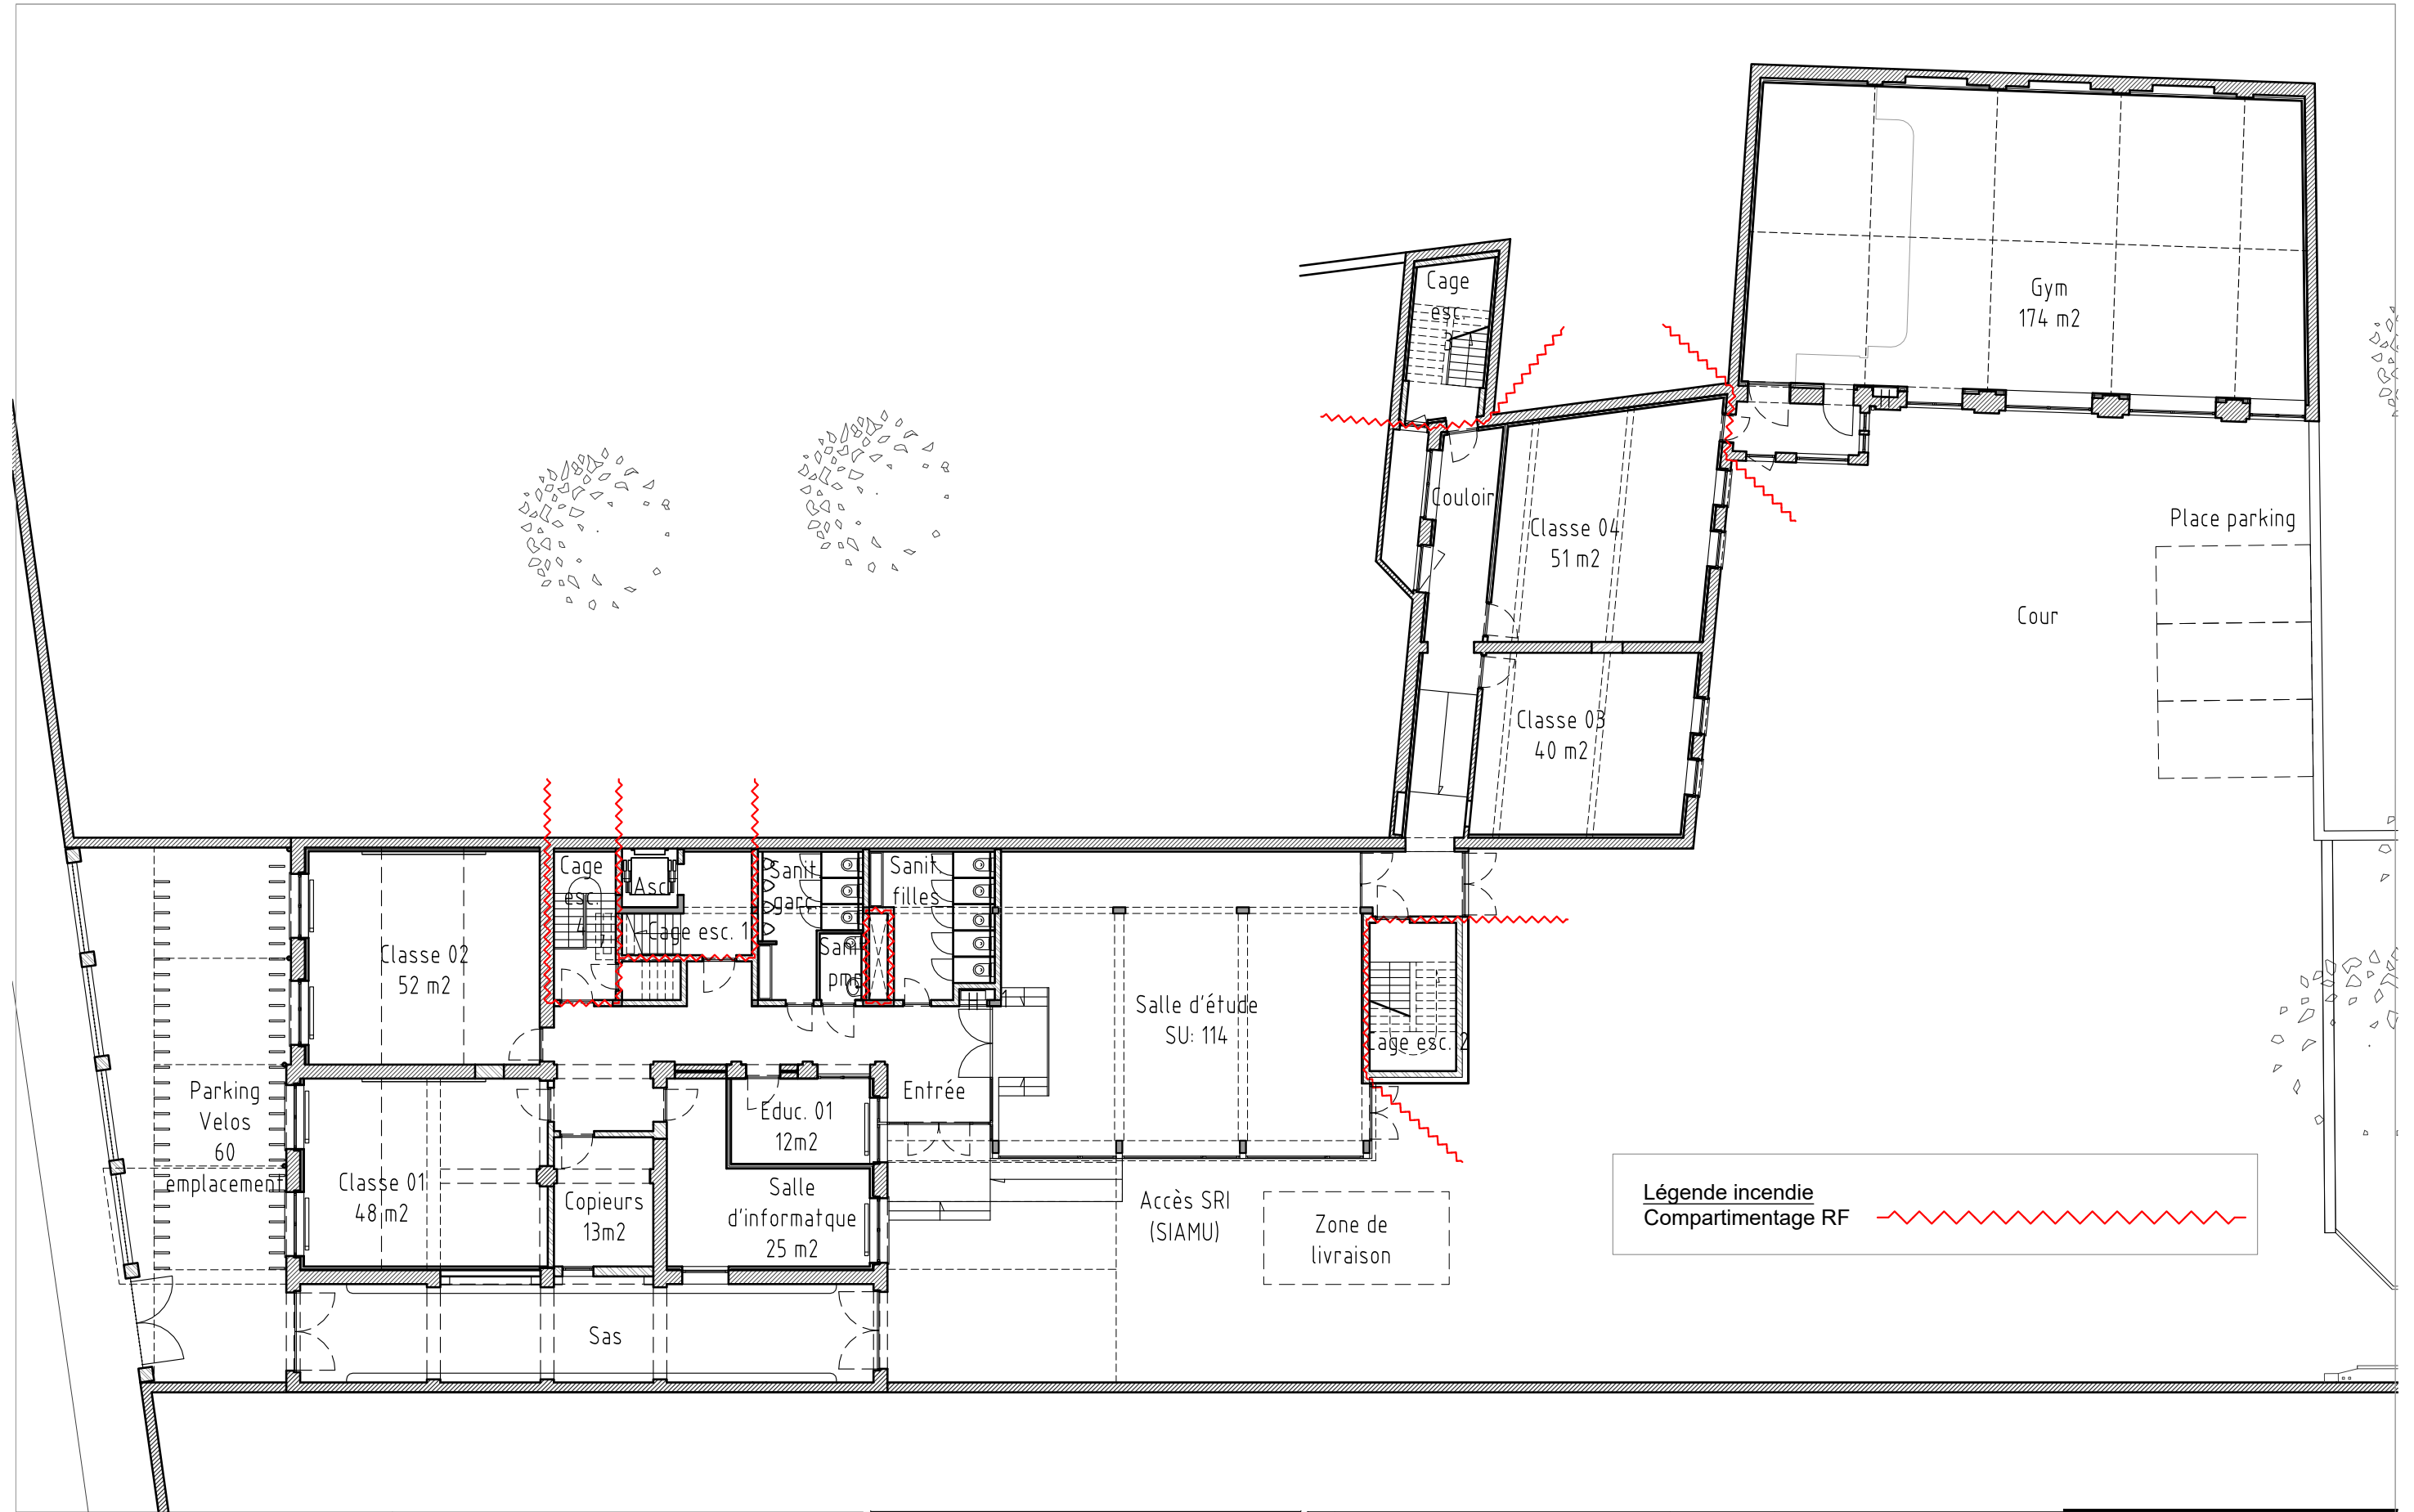 Cage
esc.
3
Gym
174 m2
Couloir
Classe 04
51 m2
Place parking
Cour
Classe 03
40 m2
Cage
esc.
4
Asc.
Cage esc. 1
Sanit
garc.
Sanit.
filles
Sanit
pmr
Classe 02
52 m2
Salle d'étude
SU: 114
Cage esc. 2
Parking
Velos
60
emplacement
Educ. 01
12m2
Entrée
Classe 01
48 m2
Copieurs
13m2
Salle
d'informatque
25 m2
Accès SRI
(SIAMU)
Zone de
livraison
Légende incendie
Compartimentage RF
Sas